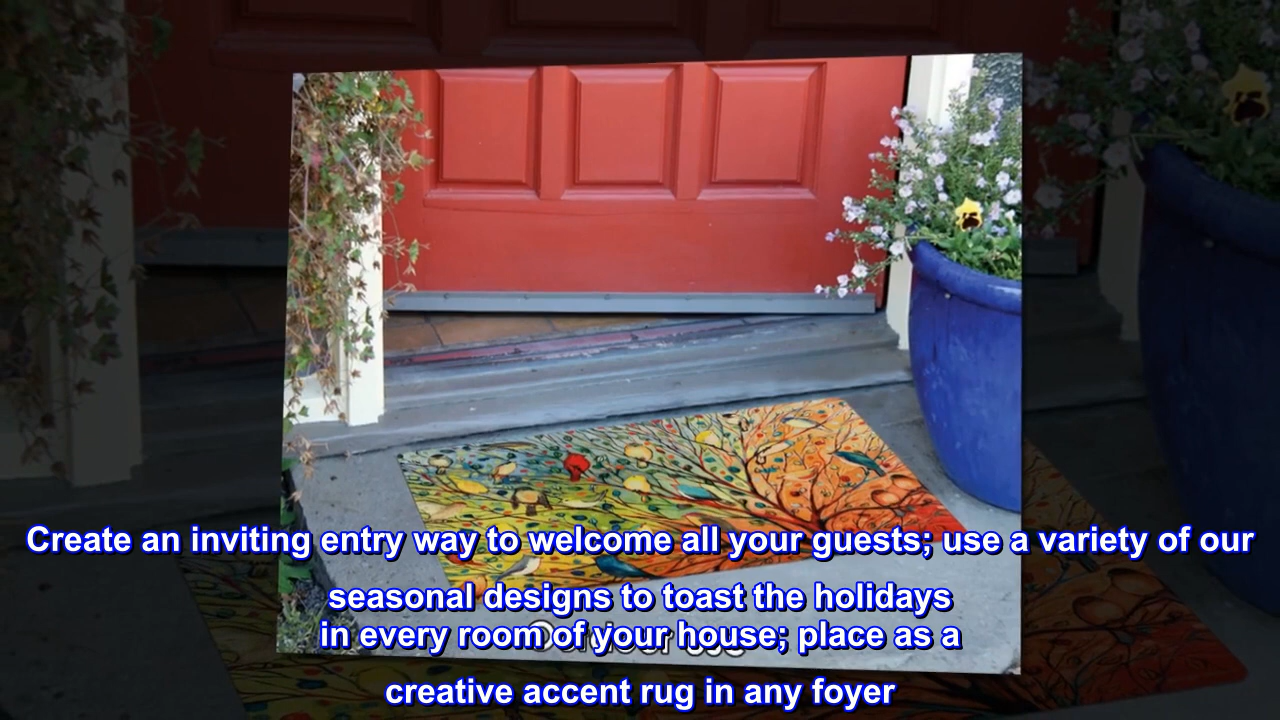 Create an inviting entry way to welcome all your guests; use a variety of our
seasonal designs to toast the holidays
in every room of your house; place as a
creative accent rug in any foyer